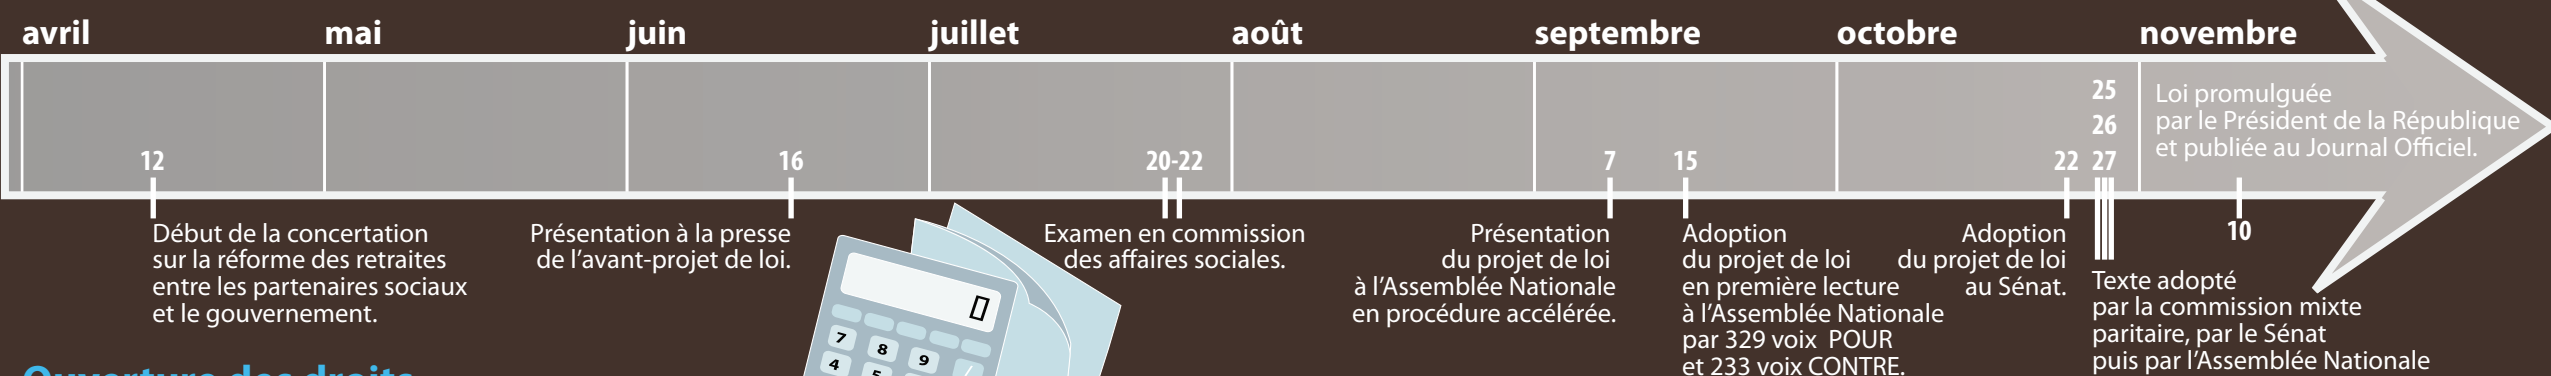 avril
mai
juin
juillet
août
septembre
octobre
novembre
12
16
20-22
7
15
22
25
26
27
Loi promulguée
par le Président de la République
et publiée au Journal Officiel.
10
Début de la concertation
sur la réforme des retraites
entre les partenaires sociaux
et le gouvernement.
Présentation à la presse
de l'avant-projet de loi.
Examen en commission
des affaires sociales.
Présentation
du projet de loi
à l'Assemblée Nationale
en procédure accélérée.
Adoption
du projet de loi
en première lecture
à l'Assemblée Nationale
par 329 voix POUR
et 233 voix CONTRE.
Adoption
du projet de loi
au Sénat.
Texte adopté
par la commission mixte
paritaire, par le Sénat
puis par l'Assemblée Nationale
0
7 8 9 /
4 5
Ouverture des droits